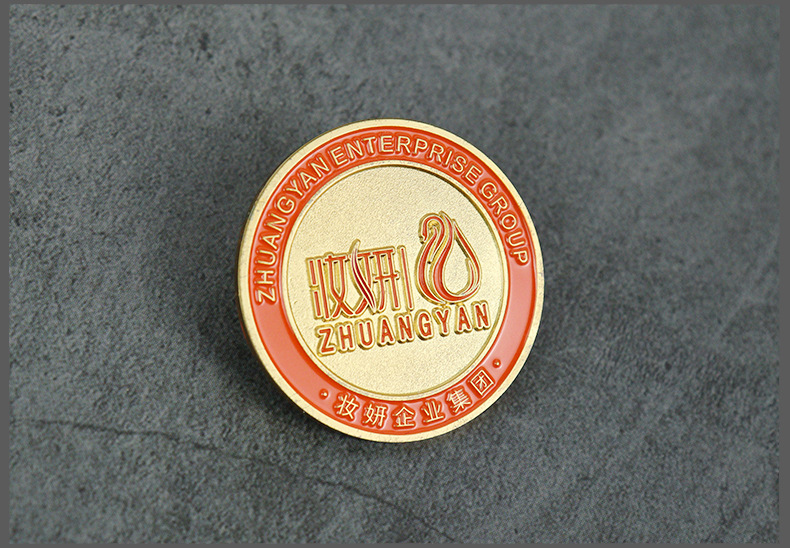 ZHUANGYAN ENTERPRISE GROUP
妆妍
ZHUANGYAN
·妆妍企业集团·